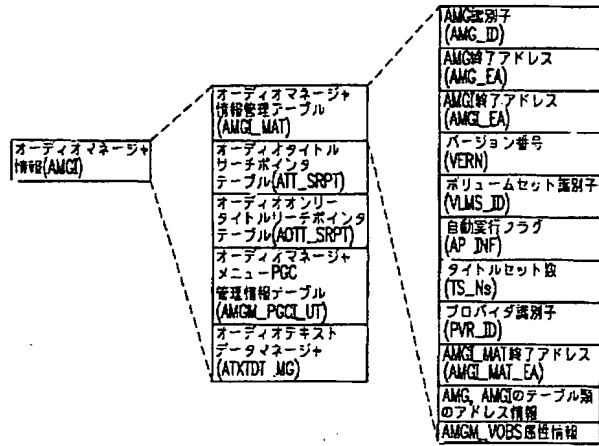 オーディオマネージャ
情報(AMGI)
オーディオマネージャ
情報管理テーブル
(AMGI_MAT)
オーディオタイトル
サーチポインタ
テーブル(ATT_SRPT)
オーディオオンリー
タイトルサーチポインタ
テーブル(AOTT_SRPT)
オーディオマネージャ
メニューPGC
管理情報テーブル
(AMGM_PGCI_UT)
オーディオテキスト
データマネージャ
(ATXTDT_MG)
AMG識別子
(AMG_ID)
AMG終了アドレス
(AMG_EA)
AMGI終了アドレス
(AMGI_EA)
バージョン番号
(VERN)
ボリュームセット識別子
(VLMS_ID)
自動実行フラグ
(AP_INF)
タイトルセット数
(TS_Ns)
プロバイダ識別子
(PVR_ID)
AMGI_MAT終了アドレス
(AMGI_MAT_EA)
AMG, AMGIのテーブル類
のアドレス情報
AMGM_VOBS属性情報